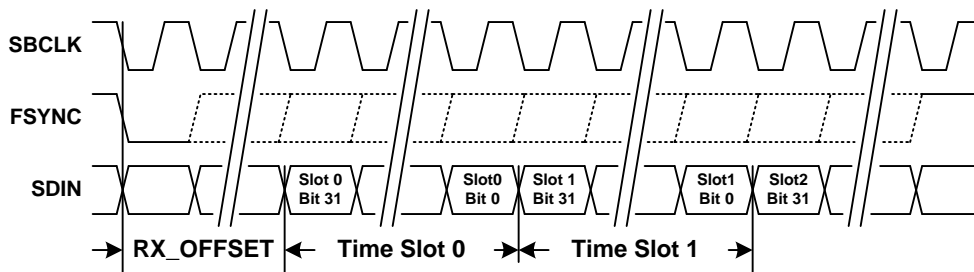 SBCLK
FSYNC
SDIN
Slot 0
Bit 31
Slot0
Bit 0
Slot 1
Bit 31
Slot1
Bit 0
Slot2
Bit 31
RX_OFFSET
Time Slot 0
Time Slot 1